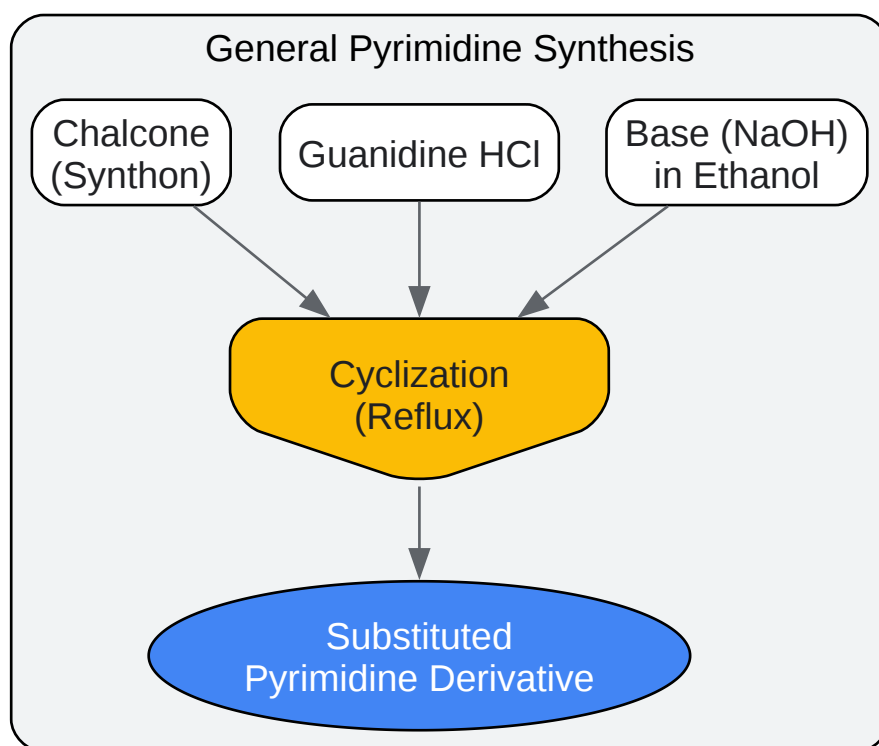 General Pyrimidine Synthesis
Chalcone
(Synthon)
Guanidine HCl
Base (NaOH)
in Ethanol
Cyclization
(Reflux)
Substituted
Pyrimidine Derivative